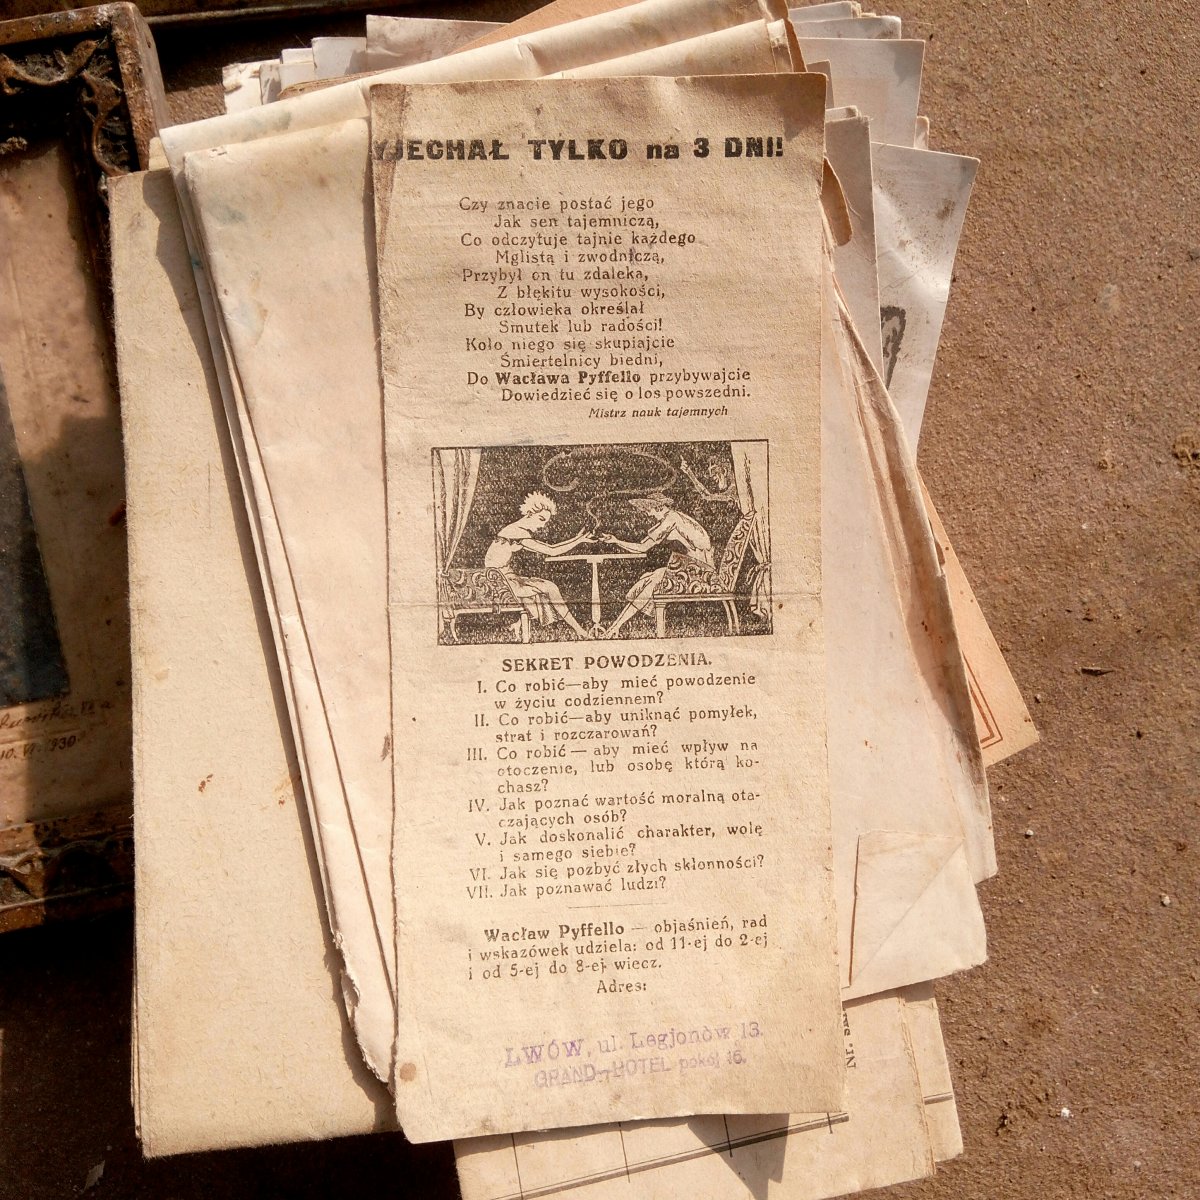 YJECHAŁ TYLKO na 3 DNI!
Czy znacie postać jego
Jak sen tajemniczą,
Co odczytuje tajnie każdego
Mglistą i zwodniczą,
Przybył on tu zdaleka,
Z błękitu wysokości,
By człowieka określał
Smutek lub radości!
Koło niego się skupiajcie
Śmiertelnicy biedni,
Do Wacława Pyffello przybywajcie
Dowiedzieć się o los powszedni.
Mistrz nauk tajemnych
SEKRET POWODZENIA.
I. Co robić—aby mieć powodzenie
w życiu codziennem?
II. Co robić—aby uniknąć pomyłek,
strat i rozczarowań?
III. Co robić — aby mieć wpływ na
otoczenie, lub osobę którą ko-
chasz?
IV. Jak poznać wartość moralną ota-
czających osób?
V. Jak doskonalić charakter, wolę
i samego siebie?
VI. Jak się pozbyć złych skłonności?
VII. Jak poznawać ludzi?
Wacław Pyffello — objaśnień, rad
i wskazówek udziela: od 11-ej do 2-ej
i od 5-ej do 8-ej wiecz.
Adres:
LWÓW, ul. Legjonów 13.
GRAND-HOTEL pokój 16.
10. VI. 1930
Nr.